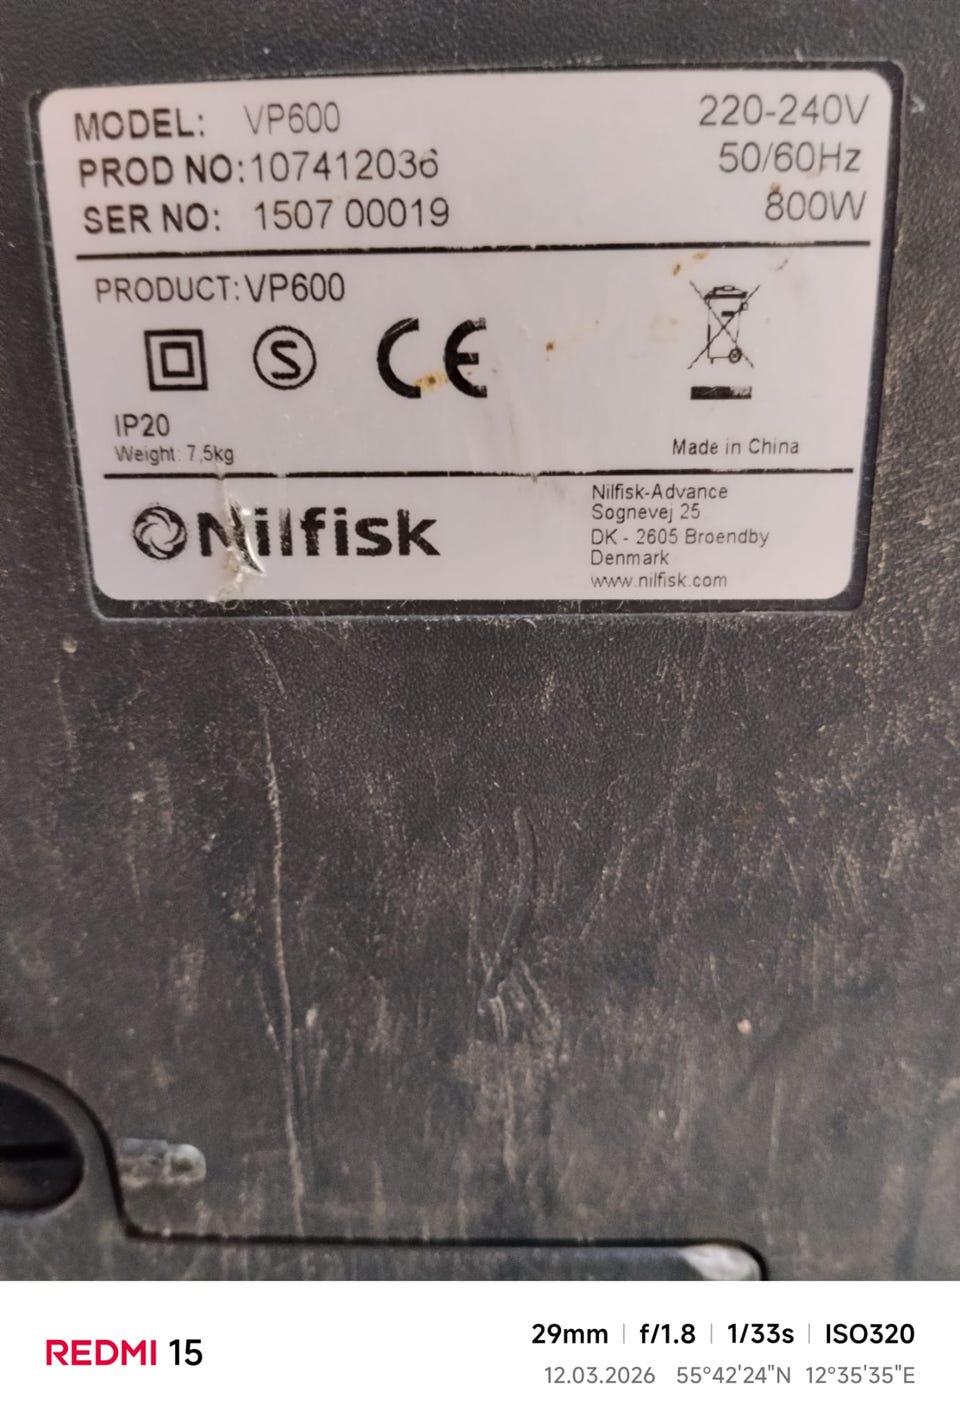 MODEL: VP600
PROD NO:107412036
SER NO: 1507 00019
220-240V
50/60Hz
800W
PRODUCT:VP600
S
CE
IP20
Weight: 7,5kg
Made in China
Nilfisk
Nilfisk-Advance
Sognevej 25
DK - 2605 Broendby
Denmark
www.nilfisk.com
REDMI 15
29mm | f/1.8 | 1/33s | ISO320
12.03.2026 55°42'24"N 12°35'35"E